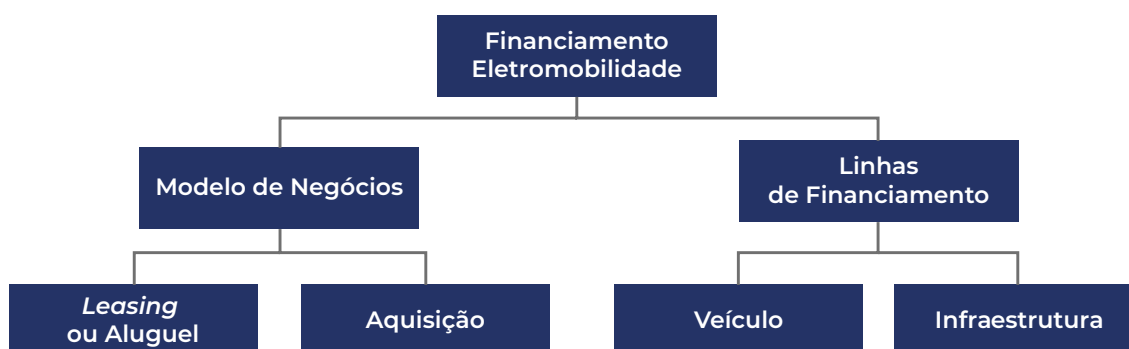 Financiamento
Eletromobilidade
Modelo de Negócios
Linhas
de Financiamento
Leasing
ou Aluguel
Aquisição
Veículo
Infraestrutura